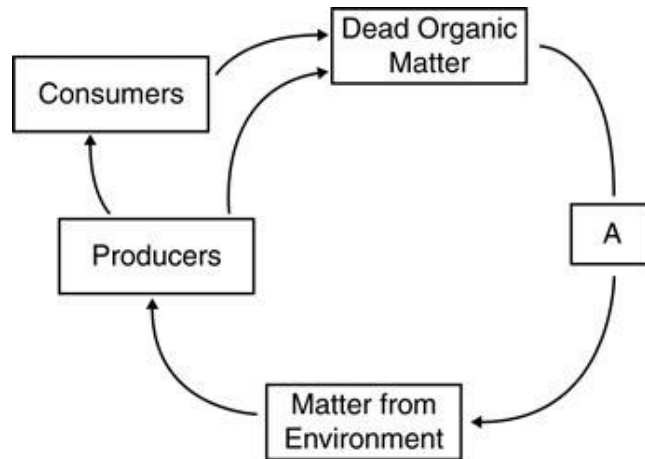 Dead Organic
Matter
Consumers
A
Producers
Matter from
Environment